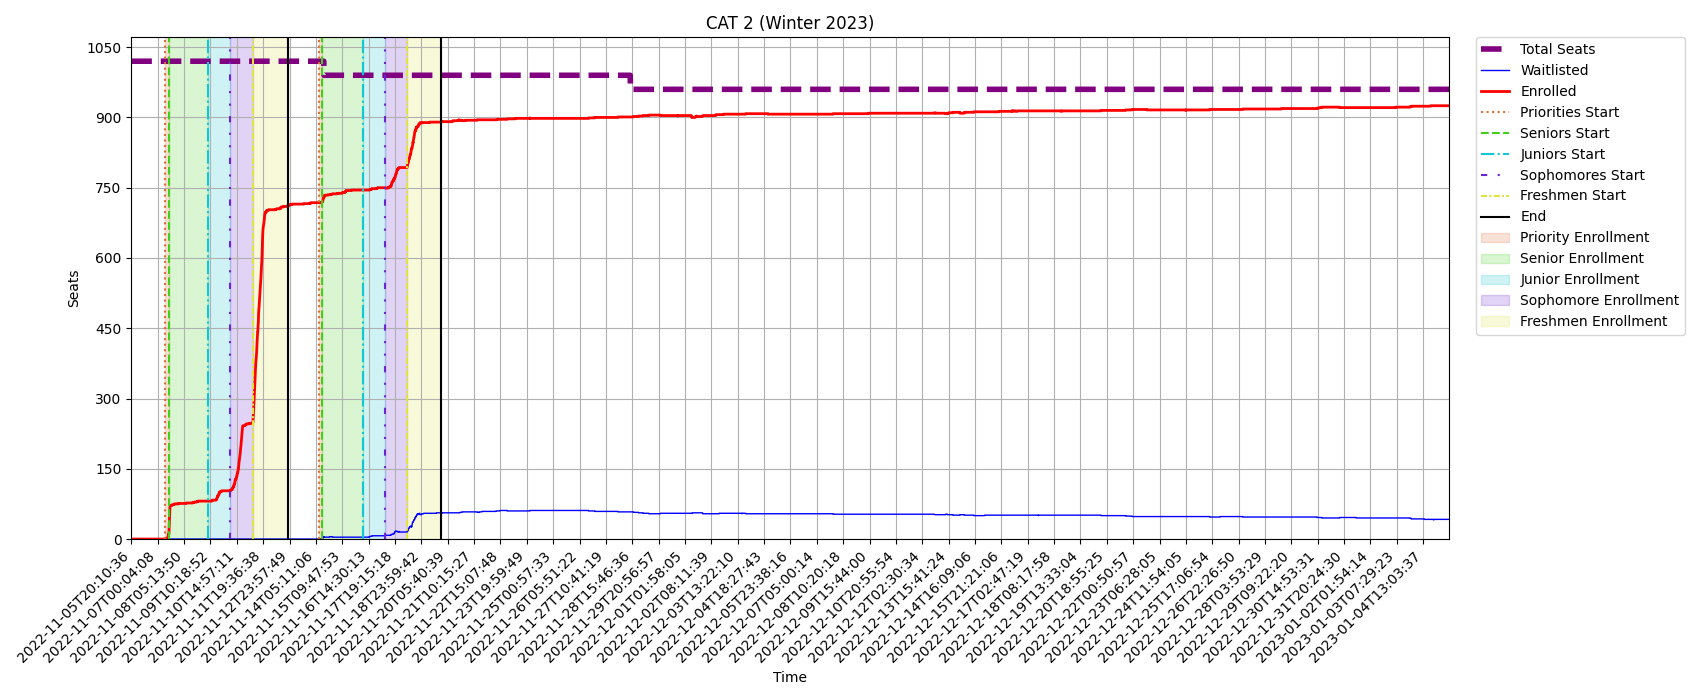 CAT 2 (Winter 2023)
1050
900
750
600
450
300
150
0
Seats
2022-11-05T20:10:36
2022-11-07T00:04:08
2022-11-08T05:13:50
2022-11-09T10:18:52
2022-11-10T14:57:11
2022-11-11T19:36:38
2022-11-12T23:57:49
2022-11-14T05:11:06
2022-11-15T09:47:53
2022-11-16T14:30:13
2022-11-17T19:15:18
2022-11-18T23:59:42
2022-11-20T05:40:39
2022-11-21T10:15:27
2022-11-22T15:07:48
2022-11-23T19:59:49
2022-11-25T00:57:33
2022-11-26T05:51:22
2022-11-27T10:41:19
2022-11-28T15:46:36
2022-11-29T20:56:57
2022-12-01T01:58:05
2022-12-02T08:11:39
2022-12-03T13:22:10
2022-12-04T18:27:43
2022-12-05T23:38:16
2022-12-07T05:00:14
2022-12-08T10:20:18
2022-12-09T15:44:00
2022-12-10T20:55:54
2022-12-12T02:30:34
2022-12-13T15:41:24
2022-12-14T16:09:06
2022-12-15T21:21:06
2022-12-17T02:47:19
2022-12-18T08:17:58
2022-12-19T13:33:04
2022-12-20T18:55:25
2022-12-22T00:50:57
2022-12-23T06:28:05
2022-12-24T11:54:05
2022-12-25T17:06:54
2022-12-26T22:26:50
2022-12-28T03:53:29
2022-12-29T09:22:20
2022-12-30T14:53:31
2022-12-31T20:24:30
2023-01-02T01:54:14
2023-01-03T07:29:23
2023-01-04T13:03:37
Time
Total Seats
Waitlisted
Enrolled
Priorities Start
Seniors Start
Juniors Start
Sophomores Start
Freshmen Start
End
Priority Enrollment
Senior Enrollment
Junior Enrollment
Sophomore Enrollment
Freshmen Enrollment